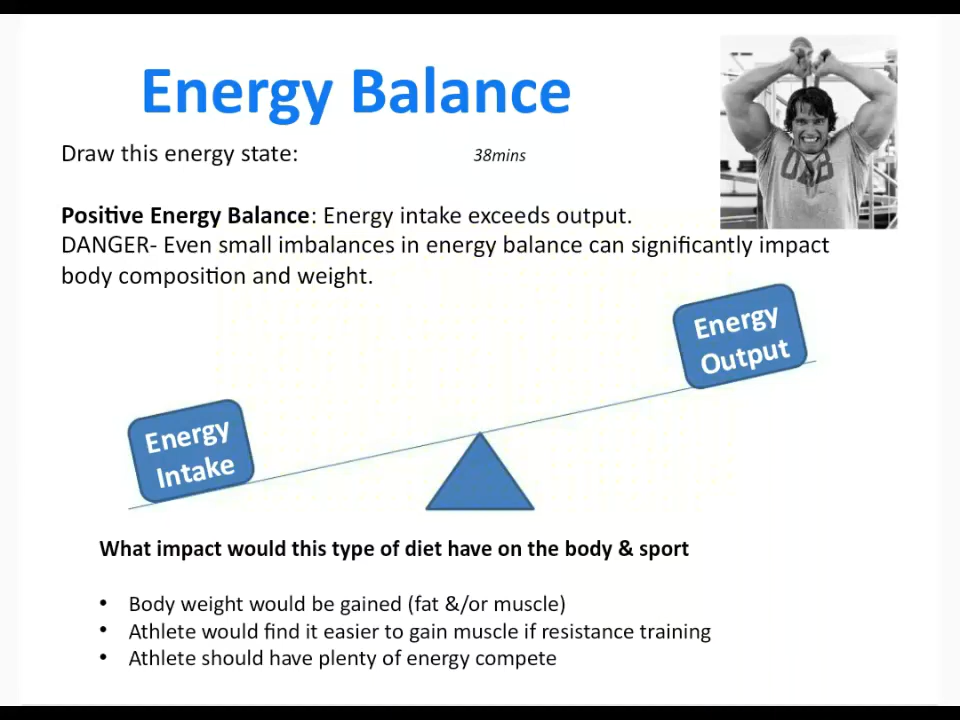 Energy Balance
Draw this energy state:
38mins
Positive Energy Balance: Energy intake exceeds output.
DANGER- Even small imbalances in energy balance can significantly impact
body composition and weight.
Energy
Output
Energy
Intake
What impact would this type of diet have on the body & sport
• Body weight would be gained (fat &/or muscle)
• Athlete would find it easier to gain muscle if resistance training
• Athlete should have plenty of energy compete